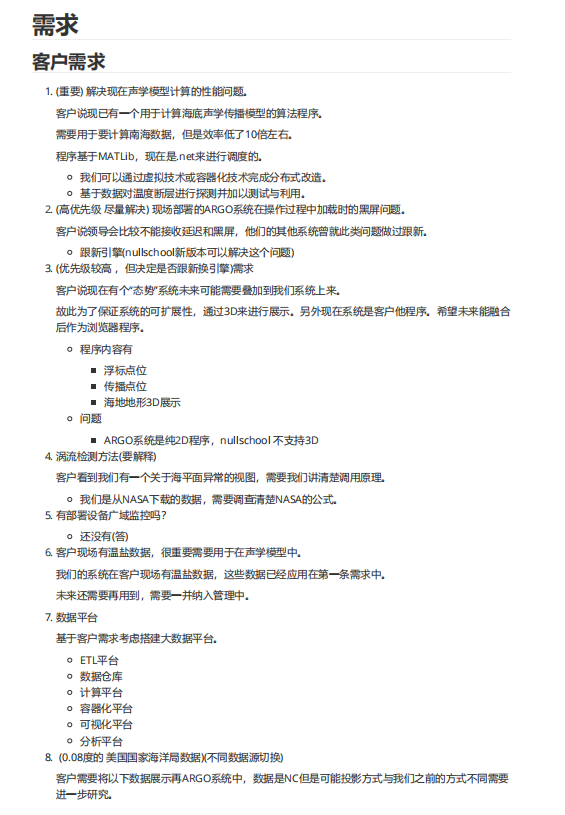 需求
客户需求
1. (重要) 解决现在声学模型计算的性能问题。
客户说现已有一个用于计算海底声学传播模型的算法程序。
需要用于要计算南海数据，但是效率低了10倍左右。
程序基于MATLib，现在是.net来进行调度的。
我们可以通过虚拟技术或容器化技术完成分布式改造。
基于数据对温度断层进行探测并加以测试与利用。
2. (高优先级 尽量解决) 现场部署的ARGO系统在操作过程中加载时的黑屏问题。
客户说领导会比较不能接收延迟和黑屏，他们的其他系统曾就此类问题做过跟新。
跟新引擎(nullschool新版本可以解决这个问题)
3. (优先级较高 ，但决定是否跟新换引擎)需求
客户说现在有个“态势”系统未来可能需要叠加到我们系统上来。
故此为了保证系统的可扩展性，通过3D来进行展示。另外现在系统是客户他程序。希望未来能融合
后作为浏览器程序。
程序内容有
浮标点位
传播点位
海地地形3D展示
问题
ARGO系统是纯2D程序，nullschool 不支持3D
4. 涡流检测方法(要解释)
客户看到我们有一个关于海平面异常的视图，需要我们讲清楚调用原理。
我们是从NASA下载的数据，需要调查清楚NASA的公式。
5. 有部署设备广域监控吗？
还没有(答)
6. 客户现场有温盐数据，很重要需要用于在声学模型中。
我们的系统在客户现场有温盐数据，这些数据已经应用在第一条需求中。
未来还需要再用到，需要一并纳入管理中。
7. 数据平台
基于客户需求考虑搭建大数据平台。
ETL平台
数据仓库
计算平台
容器化平台
可视化平台
分析平台
8. (0.08度的 美国国家海洋局数据)(不同数据源切换)
客户需要将以下数据展示再ARGO系统中，数据是NC但是可能投影方式与我们之前的方式不同需要
进一步研究。